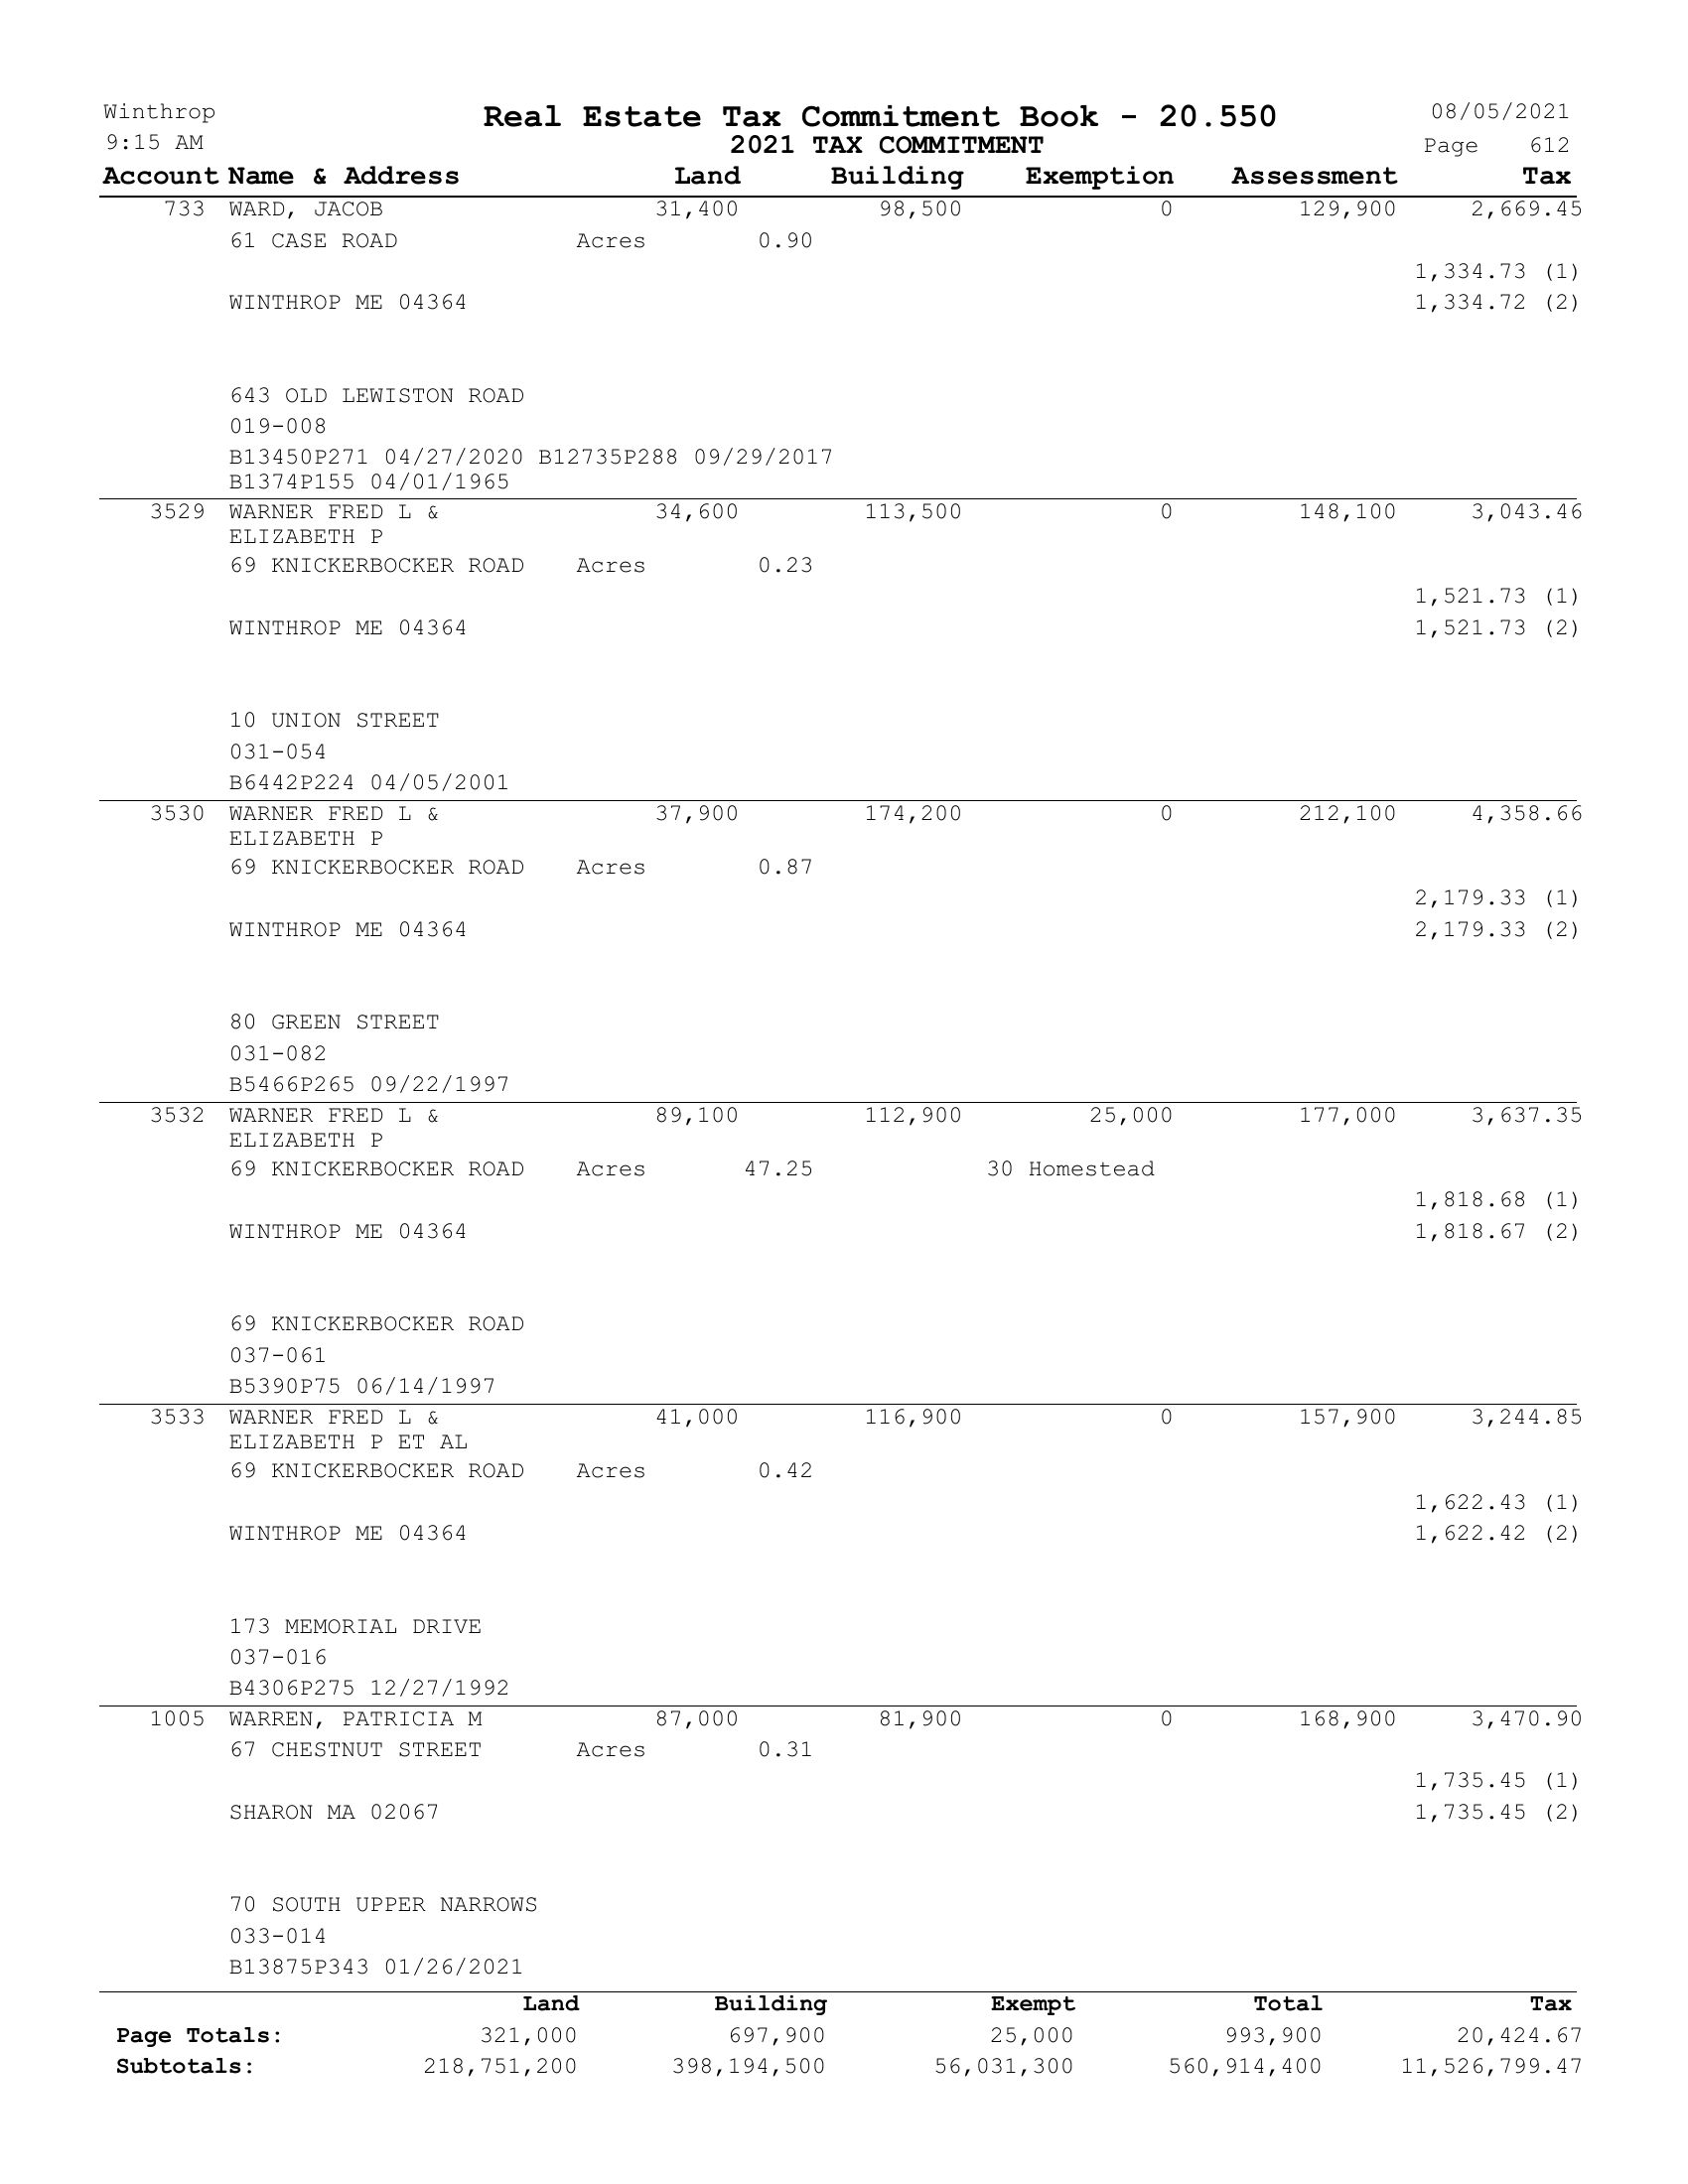 Winthrop Real Estate Tax Commitment Book - 20.550 08/05/2021
9:15 AM 2021 TAX COMMITMENT Page 612
Account Name & Address Land Building Exemption Assessment Tax
733 WARD, JACOB 31,400 98,500 0 129,900 2,669.45
61 CASE ROAD Acres 0.90
1,334.73 (1)
WINTHROP ME 04364 1,334.72 (2)
643 OLD LEWISTON ROAD
019-008
B13450P271 04/27/2020 B12735P288 09/29/2017
B1374P155 04/01/1965
3529 WARNER FRED L & 34,600 113,500 0 148,100 3,043.46
ELIZABETH P
69 KNICKERBOCKER ROAD Acres 0.23
1,521.73 (1)
WINTHROP ME 04364 1,521.73 (2)
10 UNION STREET
031-054
B6442P224 04/05/2001
3530 WARNER FRED L & 37,900 174,200 0 212,100 4,358.66
ELIZABETH P
69 KNICKERBOCKER ROAD Acres 0.87
2,179.33 (1)
WINTHROP ME 04364 2,179.33 (2)
80 GREEN STREET
031-082
B5466P265 09/22/1997
3532 WARNER FRED L & 89,100 112,900 25,000 177,000 3,637.35
ELIZABETH P
69 KNICKERBOCKER ROAD Acres 47.25 30 Homestead
1,818.68 (1)
WINTHROP ME 04364 1,818.67 (2)
69 KNICKERBOCKER ROAD
037-061
B5390P75 06/14/1997
3533 WARNER FRED L & 41,000 116,900 0 157,900 3,244.85
ELIZABETH P ET AL
69 KNICKERBOCKER ROAD Acres 0.42
1,622.43 (1)
WINTHROP ME 04364 1,622.42 (2)
173 MEMORIAL DRIVE
037-016
B4306P275 12/27/1992
1005 WARREN, PATRICIA M 87,000 81,900 0 168,900 3,470.90
67 CHESTNUT STREET Acres 0.31
1,735.45 (1)
SHARON MA 02067 1,735.45 (2)
70 SOUTH UPPER NARROWS
033-014
B13875P343 01/26/2021
Land Building Exempt Total Tax
Page Totals: 321,000 697,900 25,000 993,900 20,424.67
Subtotals: 218,751,200 398,194,500 56,031,300 560,914,400 11,526,799.47